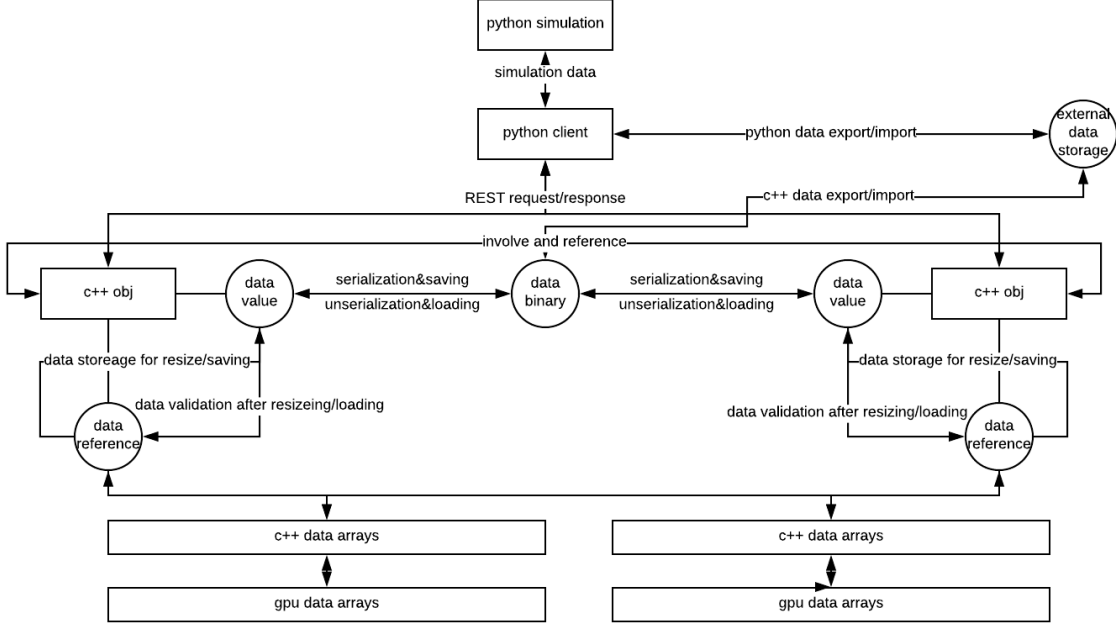 python simulation
simulation data
python client
python data export/import
external
data
storage
REST request/response
c++ data export/import
involve and reference
c++ obj
data
value
serialization&saving
unserialization&loading
data
binary
serialization&saving
unserialization&loading
data
value
c++ obj
data storeage for resize/saving
data storage for resize/saving
data validation after resizeing/loading
data validation after resizing/loading
data
reference
data
reference
c++ data arrays
c++ data arrays
gpu data arrays
gpu data arrays